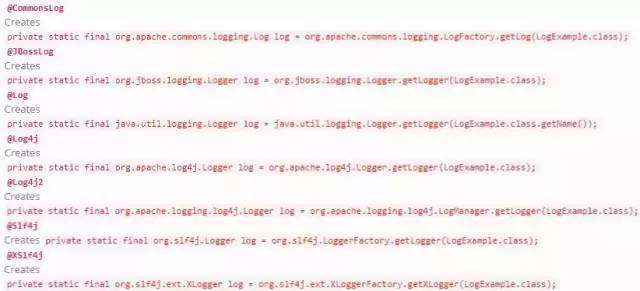 @CommonsLog
Creates
private static final org.apache.commons.logging.Log log = org.apache.commons.logging.LogFactory.getLog(LogExample.class);
@JBossLog
Creates
private static final org.jboss.logging.Logger log = org.jboss.logging.Logger.getLogger(LogExample.class);
@Log
Creates
private static final java.util.logging.Logger log = java.util.logging.Logger.getLogger(LogExample.class.getName());
@Log4j
Creates
private static final org.apache.log4j.Logger log = org.apache.log4j.Logger.getLogger(LogExample.class);
@Log4j2
Creates
private static final org.apache.logging.log4j.Logger log = org.apache.logging.log4j.LogManager.getLogger(LogExample.class);
@Slf4j
Creates private static final org.slf4j.Logger log = org.slf4j.LoggerFactory.getLogger(LogExample.class);
@XSlf4j
Creates
private static final org.slf4j.ext.XLogger log = org.slf4j.ext.XLoggerFactory.getXLogger(LogExample.class);